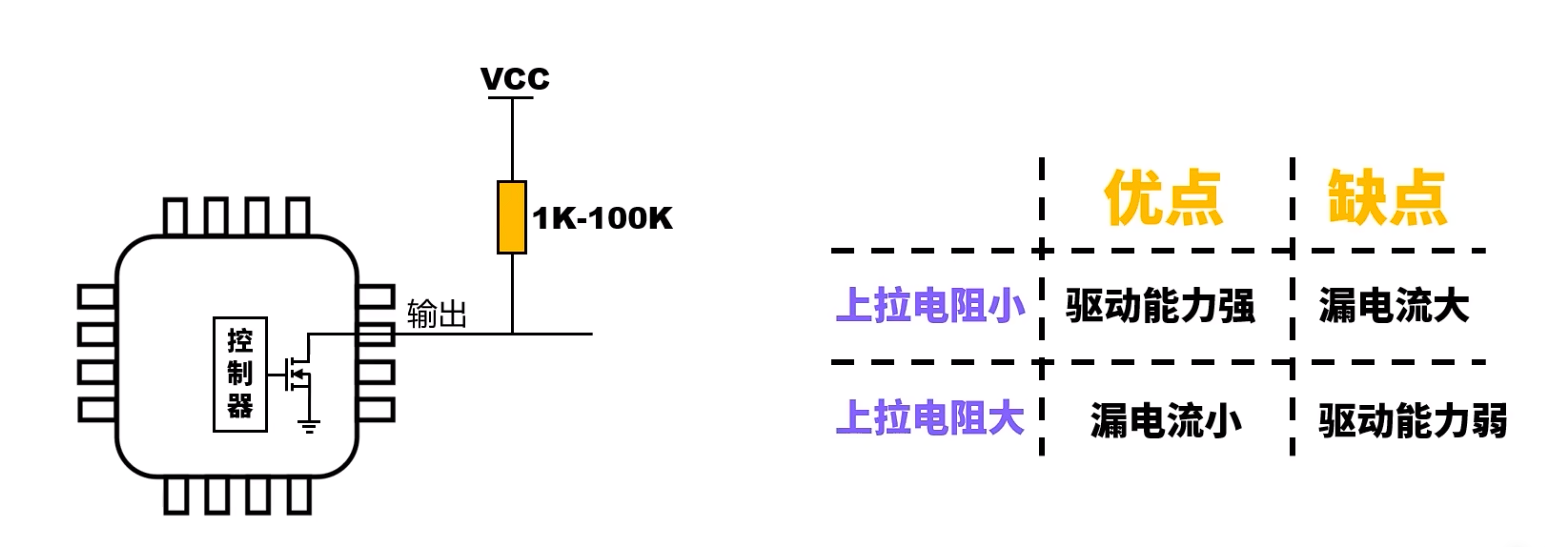 VCC
1K-100K
输出
控
制
器
优点 缺点
上拉电阻小 驱动能力强 漏电流大
上拉电阻大 漏电流小 驱动能力弱